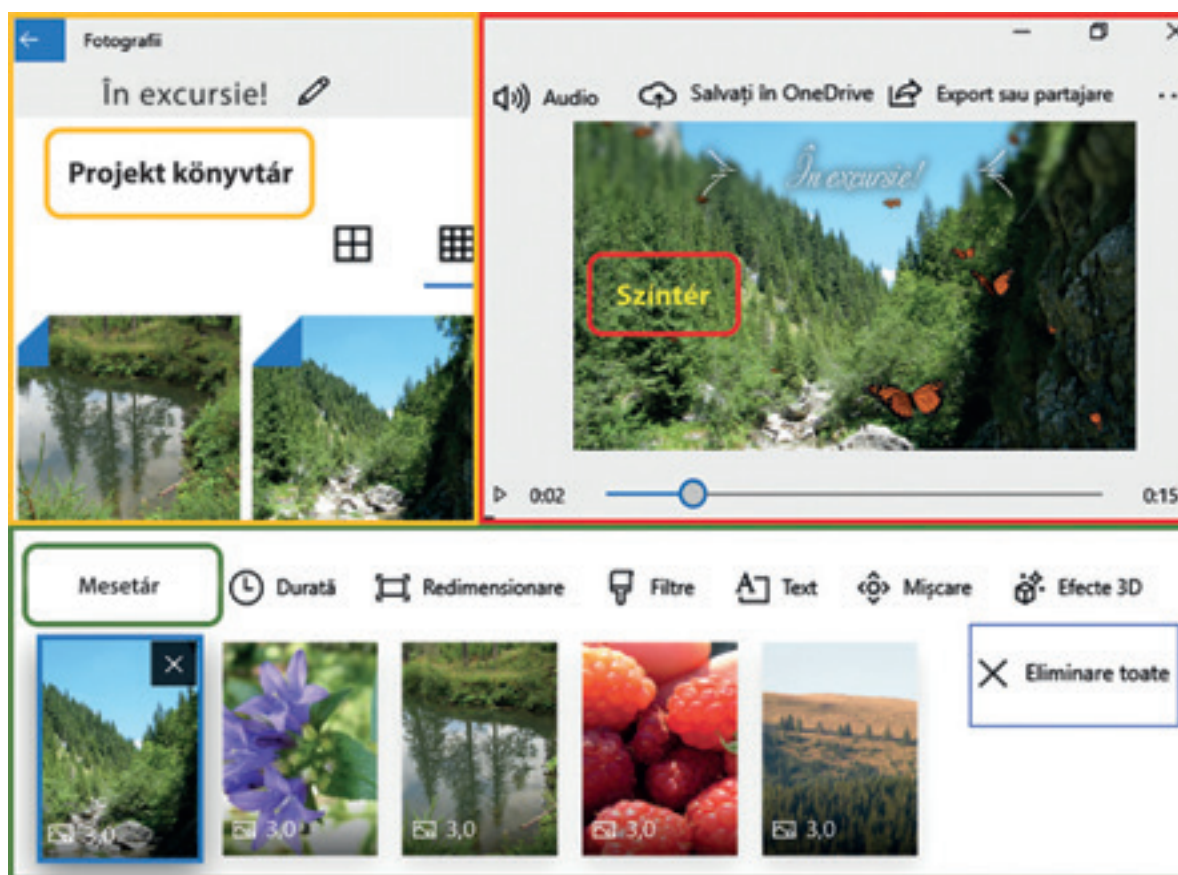 Fotografii
În excursie!
Projekt könyvtár
Audio
Salvați în OneDrive
Export sau partajare
În excursie!
Színtér
0:02
0:15
Mesetár
Durată
Redimensionare
Filtre
Text
Mișcare
Efecte 3D
Eliminare toate
3,0
3,0
3,0
3,0
3,0